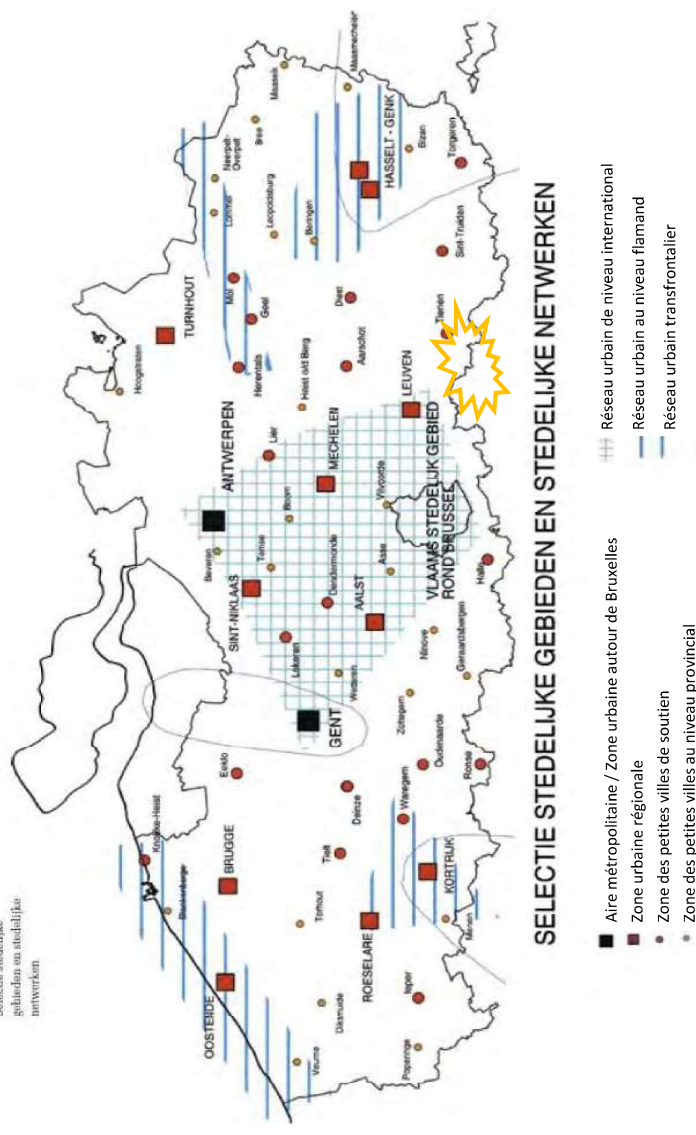 gebieden en stedelijke
netwerken
Knokke-Heist
Blankenberge
OOSTENDE
BRUGGE
Eeklo
Veurne
Diksmuide
Torhout
Tielt
Deinze
GENT
Poperinge
Ieper
ROESELARE
Menen
KORTRIJK
Waregem
Oudenaarde
Ronse
Zottegem
Geraardsbergen
Ninove
Wetteren
Lokeren
SINT-NIKLAAS
Beveren
Temse
Dendermonde
AALST
Asse
Halle
ANTWERPEN
Boom
Lier
MECHELEN
Vilvoorde
VLAAMS STEDELIJK GEBIED
ROND BRUSSEL
LEUVEN
Hoogstraten
TURNHOUT
Herentals
Geel
Mol
Heist o/d Berg
Aarschot
Diest
Tienen
Sint-Truiden
Lommel
Neerpelt-
Overpelt
Leopoldsburg
Beringen
Bree
Maaseik
Maasmechelen
HASSELT - GENK
Bizan
Tongeren
SELECTIE STEDELIJKE GEBIEDEN EN STEDELIJKE NETWERKEN
Aire métropolitaine / Zone urbaine autour de Bruxelles
Zone urbaine régionale
Zone des petites villes de soutien
Zone des petites villes au niveau provincial
Réseau urbain de niveau international
Réseau urbain au niveau flamand
Réseau urbain transfrontalier